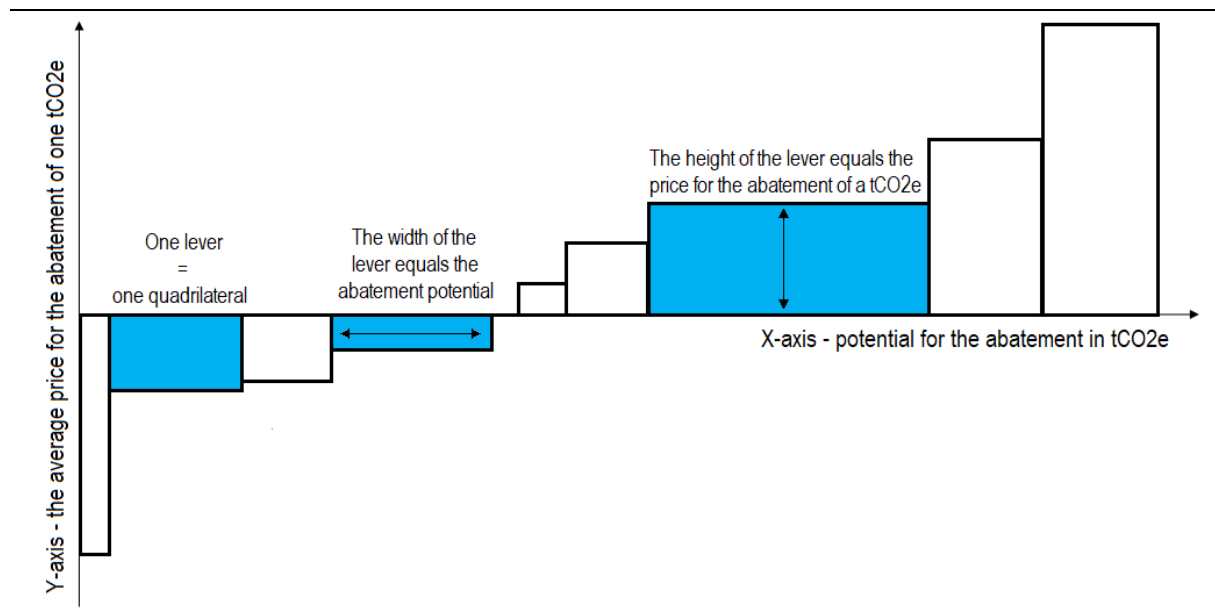 Y-axis - the average price for the abatement of one tCO2e
One lever
=
one quadrilateral
The width of the
lever equals the
abatement potential
The height of the lever equals the
price for the abatement of a tCO2e
X-axis - potential for the abatement in tCO2e